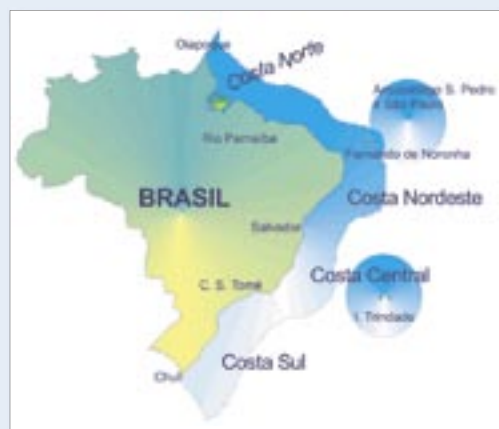 Oiapoque
Costa Norte
Arquipélago S. Pedro
e São Paulo
Rio Parnaíba
Fernando de Noronha
BRASIL
Costa Nordeste
Salvador
Costa Central
C. S. Tomé
I. Trindade
Costa Sul
Chuí